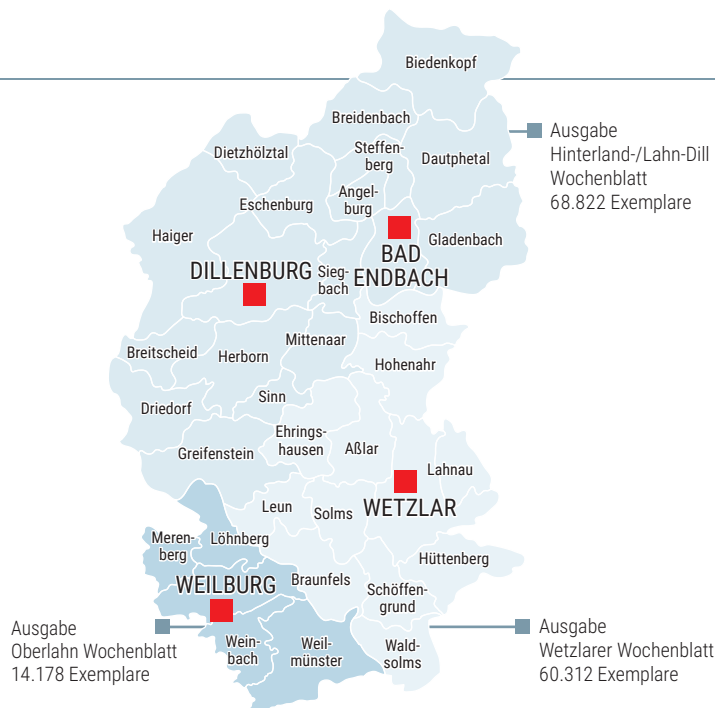 Biedenkopf
Breidenbach
Ausgabe
Hinterland-/Lahn-Dill
Wochenblatt
68.822 Exemplare
Steffen-
berg
Dietzhölztal
Dautphetal
Angel-
burg
Eschenburg
Haiger
Gladenbach
BAD
ENDBACH
DILLENBURG
Sieg-
bach
Bischoffen
Mittenaar
Breitscheid
Herborn
Hohenahr
Sinn
Driedorf
Ehrings-
hausen
Aßlar
Greifenstein
Lahnau
Leun
Solms
WETZLAR
Meren-
berg
Löhnberg
Hüttenberg
WEILBURG
Braunfels
Schöffen-
grund
Ausgabe
Oberlahn Wochenblatt
14.178 Exemplare
Wein-
bach
Weil-
münster
Wald-
solms
Ausgabe
Wetzlarer Wochenblatt
60.312 Exemplare